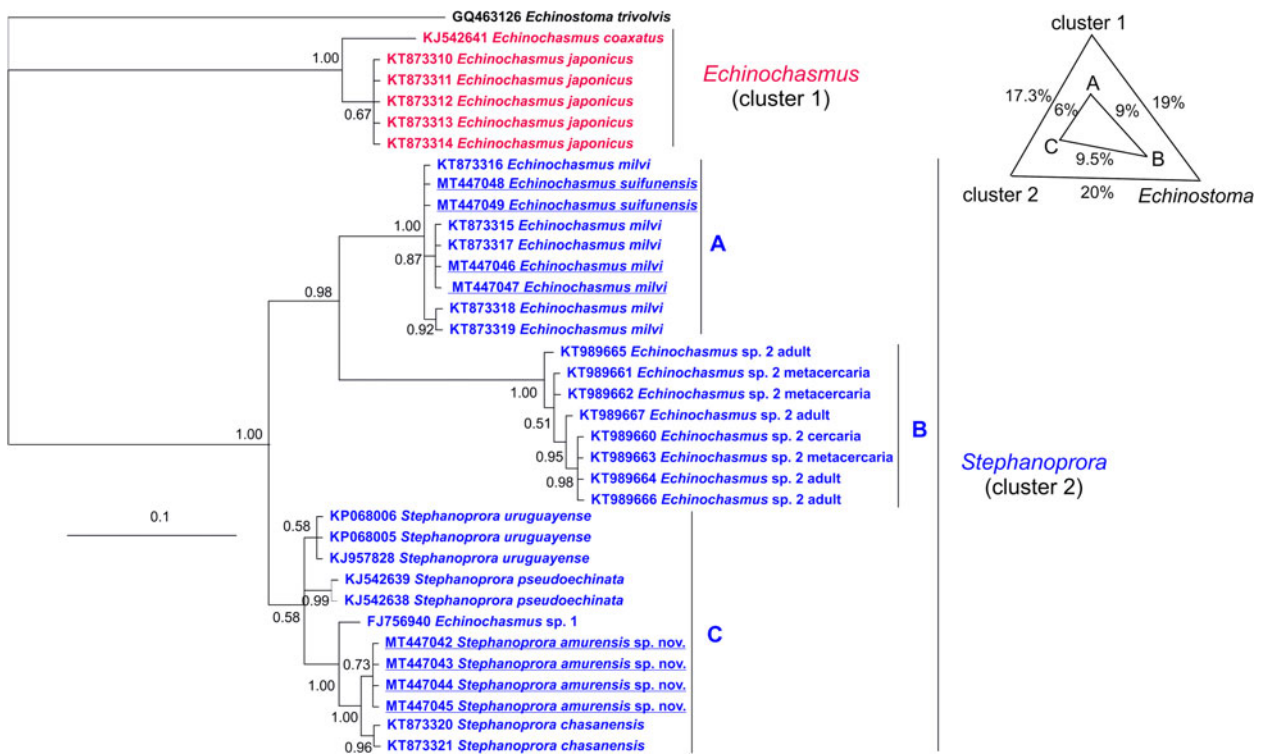 GQ463126 Echinostoma trivolvis
KJ542641 Echinochasmus coaxatus
1.00
KT873310 Echinochasmus japonicus
KT873311 Echinochasmus japonicus
KT873312 Echinochasmus japonicus
KT873313 Echinochasmus japonicus
0.67
KT873314 Echinochasmus japonicus
Echinochasmus
(cluster 1)
cluster 1
17.3%
19%
A
6%
9%
C
B
9.5%
cluster 2
20%
Echinostoma
KT873316 Echinochasmus milvi
MT447048 Echinochasmus suifunensis
MT447049 Echinochasmus suifunensis
1.00
KT873315 Echinochasmus milvi
KT873317 Echinochasmus milvi
0.87
MT447046 Echinochasmus milvi
MT447047 Echinochasmus milvi
KT873318 Echinochasmus milvi
0.92
KT873319 Echinochasmus milvi
A
0.98
KT989665 Echinochasmus sp. 2 adult
KT989661 Echinochasmus sp. 2 metacercaria
1.00
KT989662 Echinochasmus sp. 2 metacercaria
KT989667 Echinochasmus sp. 2 adult
0.51
KT989660 Echinochasmus sp. 2 cercaria
0.95
KT989663 Echinochasmus sp. 2 metacercaria
KT989664 Echinochasmus sp. 2 adult
0.98
KT989666 Echinochasmus sp. 2 adult
B
1.00
Stephanoprora
(cluster 2)
0.1
KP068006 Stephanoprora uruguayense
0.58
KP068005 Stephanoprora uruguayense
KJ957828 Stephanoprora uruguayense
KJ542639 Stephanoprora pseudoechinata
0.99
KJ542638 Stephanoprora pseudoechinata
0.58
FJ756940 Echinochasmus sp. 1
C
MT447042 Stephanoprora amurensis sp. nov.
0.73
MT447043 Stephanoprora amurensis sp. nov.
1.00
MT447044 Stephanoprora amurensis sp. nov.
MT447045 Stephanoprora amurensis sp. nov.
1.00
KT873320 Stephanoprora chasanensis
0.96
KT873321 Stephanoprora chasanensis